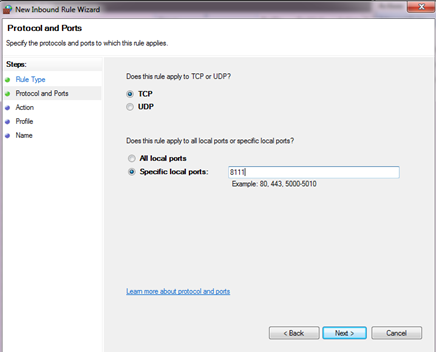 New Inbound Rule Wizard
Protocol and Ports
Specify the protocols and ports to which this rule applies.
Steps:
Rule Type
Protocol and Ports
Action
Profile
Name
Does this rule apply to TCP or UDP?
TCP
UDP
Does this rule apply to all local ports or specific local ports?
All local ports
Specific local ports:
8111
Example: 80, 443, 5000-5010
Learn more about protocol and ports
< Back
Next >
Cancel